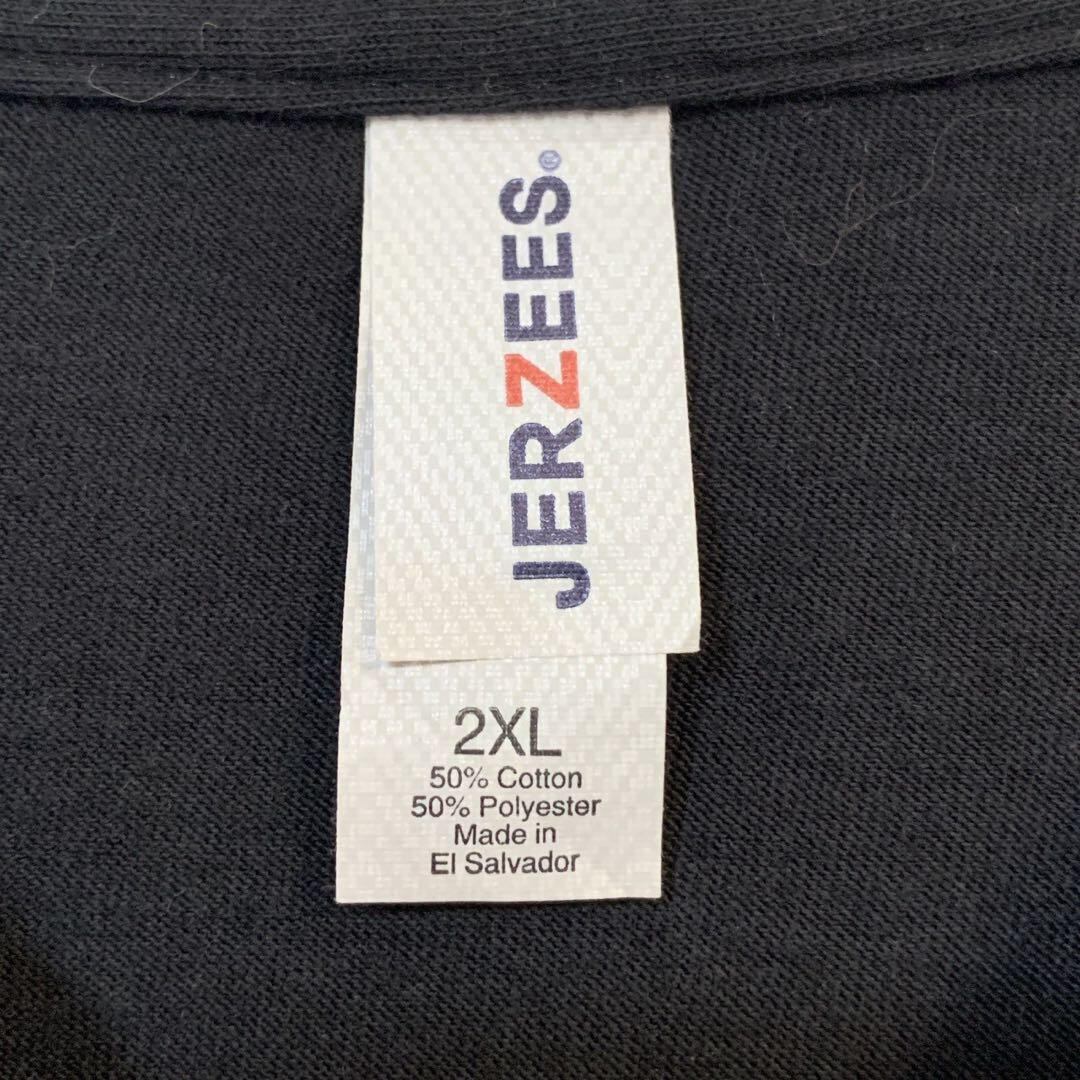 JERZEES®
2XL
50% Cotton
50% Polyester
Made in
El Salvador